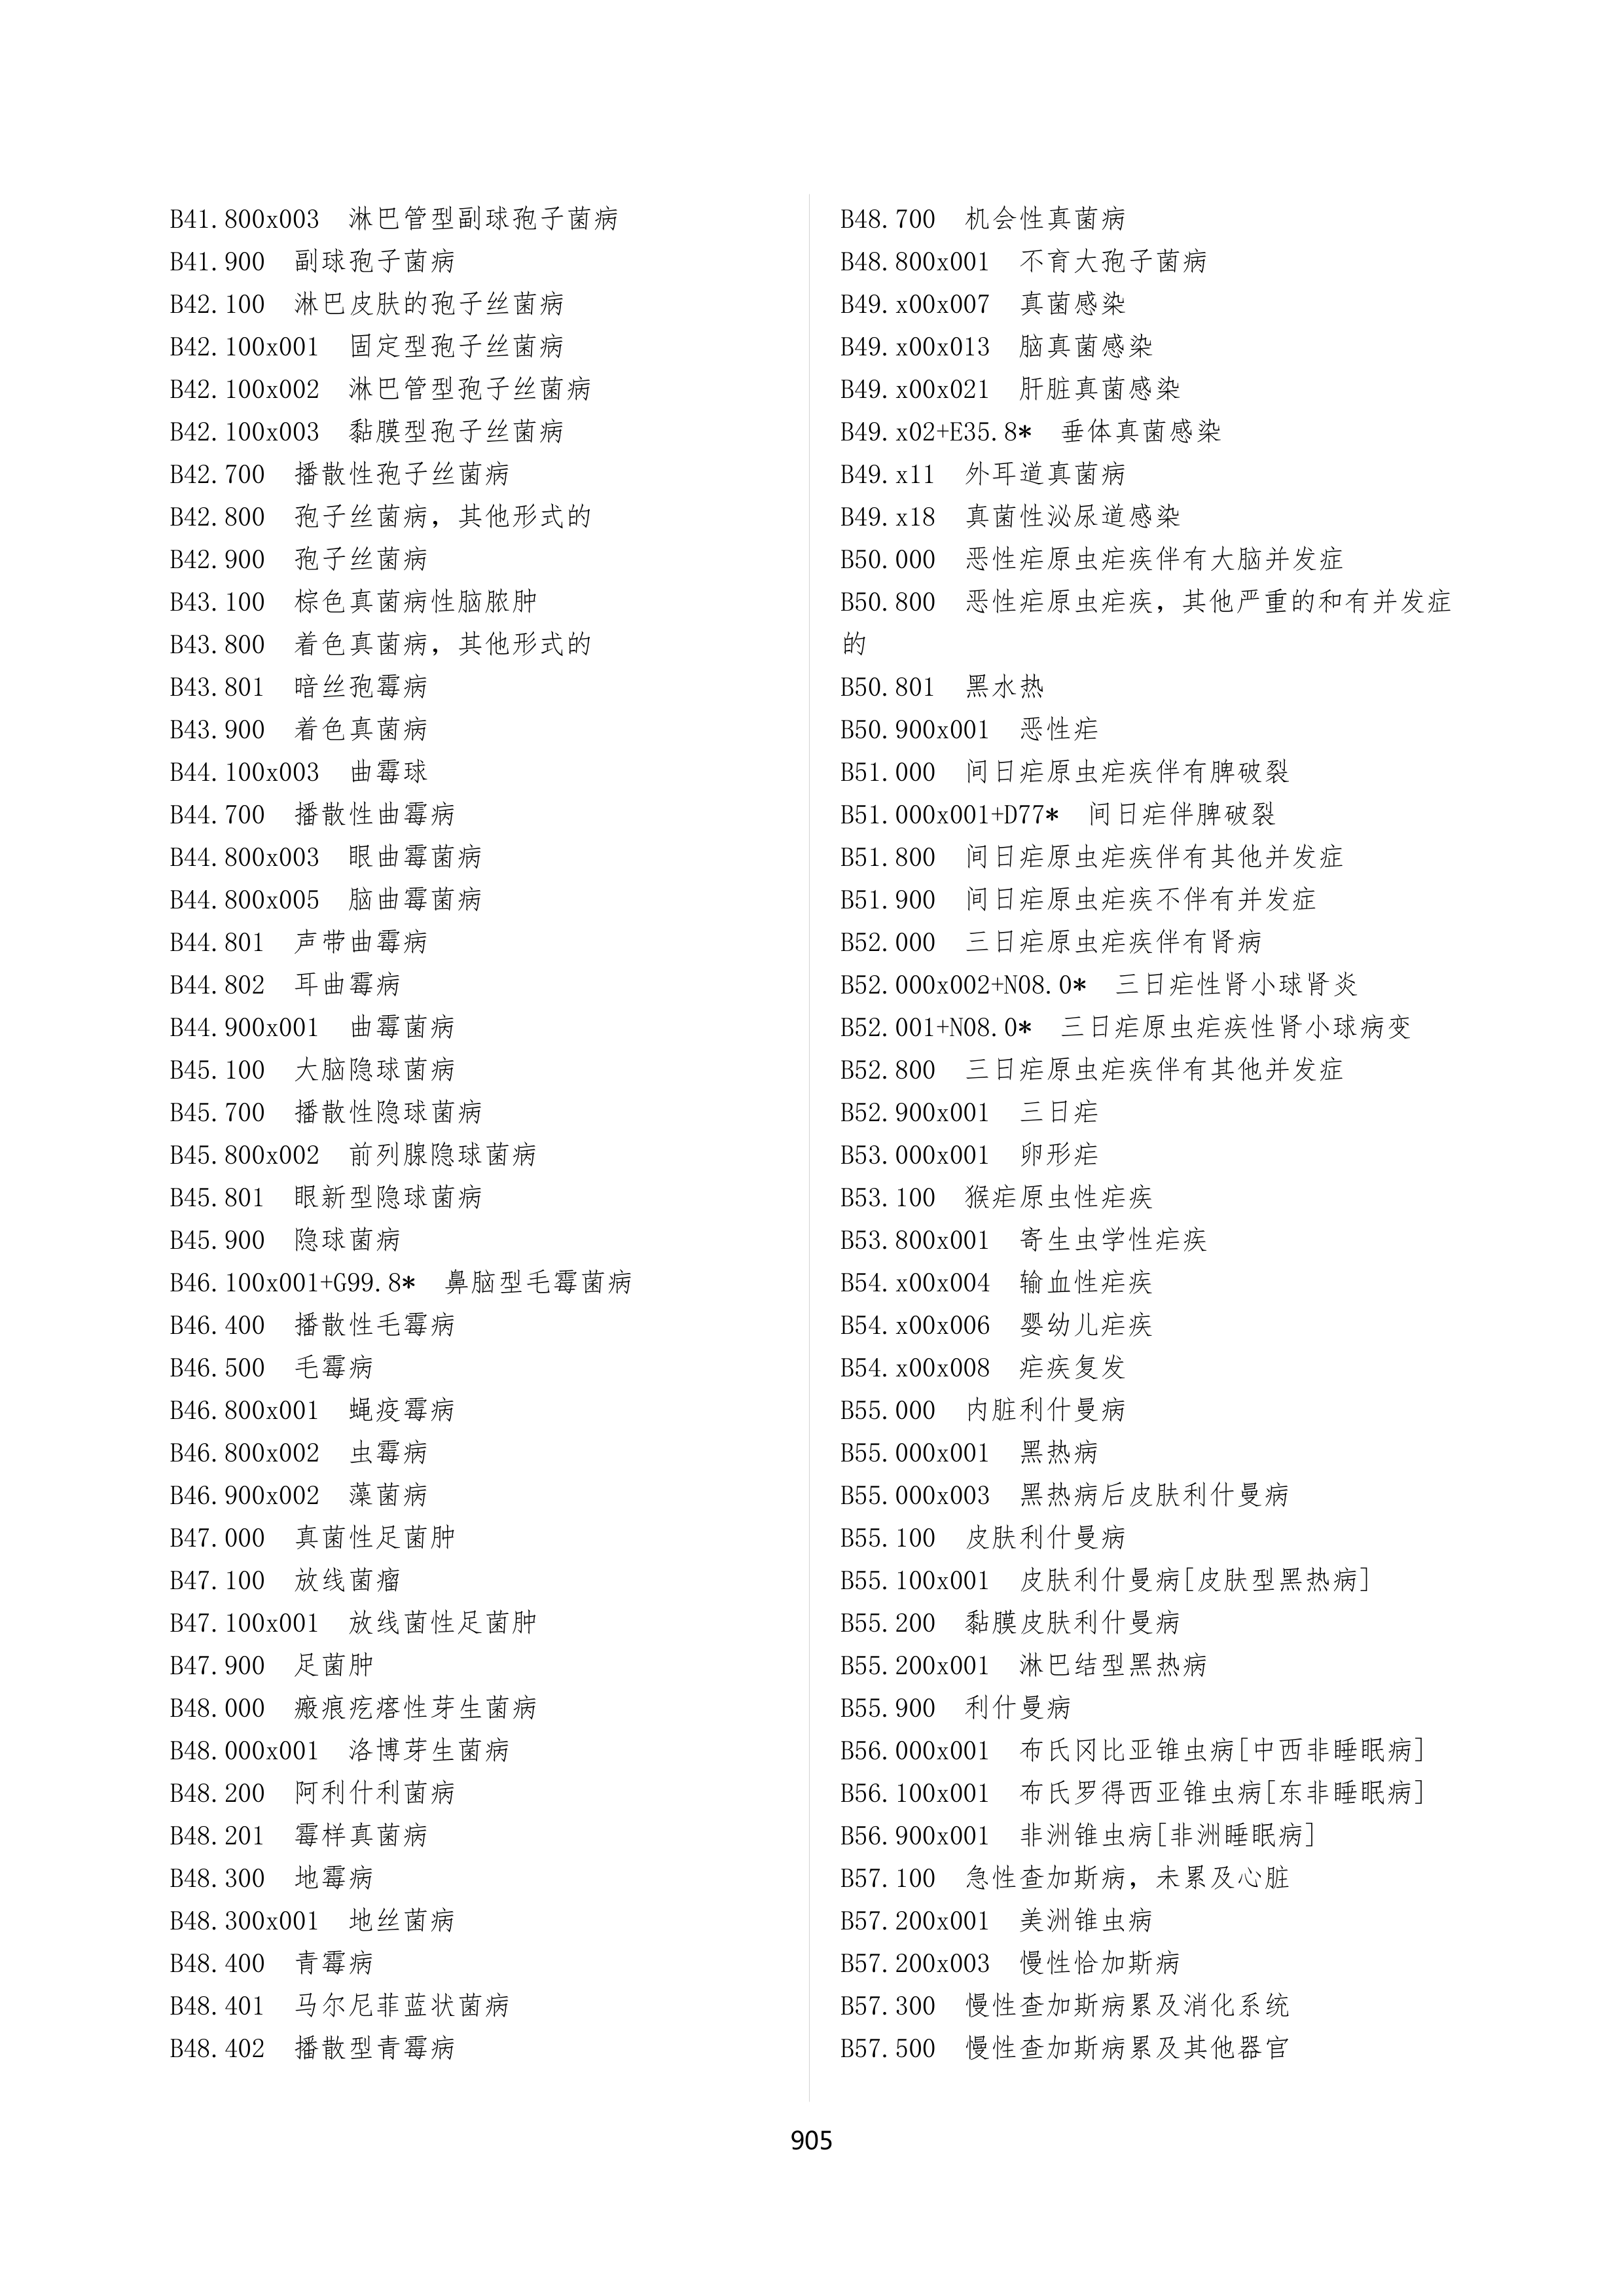 B41.800x003 淋巴管型副球孢子菌病
B41.900 副球孢子菌病
B42.100 淋巴皮肤的孢子丝菌病
B42.100x001 固定型孢子丝菌病
B42.100x002 淋巴管型孢子丝菌病
B42.100x003 黏膜型孢子丝菌病
B42.700 播散性孢子丝菌病
B42.800 孢子丝菌病，其他形式的
B42.900 孢子丝菌病
B43.100 棕色真菌病性脑脓肿
B43.800 着色真菌病，其他形式的
B43.801 暗丝孢霉病
B43.900 着色真菌病
B44.100x003 曲霉球
B44.700 播散性曲霉病
B44.800x003 眼曲霉菌病
B44.800x005 脑曲霉菌病
B44.801 声带曲霉病
B44.802 耳曲霉病
B44.900x001 曲霉菌病
B45.100 大脑隐球菌病
B45.700 播散性隐球菌病
B45.800x002 前列腺隐球菌病
B45.801 眼新型隐球菌病
B45.900 隐球菌病
B46.100x001+G99.8* 鼻脑型毛霉菌病
B46.400 播散性毛霉病
B46.500 毛霉病
B46.800x001 蝇疫霉病
B46.800x002 虫霉病
B46.900x002 藻菌病
B47.000 真菌性足菌肿
B47.100 放线菌瘤
B47.100x001 放线菌性足菌肿
B47.900 足菌肿
B48.000 瘢痕疙瘩性芽生菌病
B48.000x001 洛博芽生菌病
B48.200 阿利什利菌病
B48.201 霉样真菌病
B48.300 地霉病
B48.300x001 地丝菌病
B48.400 青霉病
B48.401 马尔尼菲蓝状菌病
B48.402 播散型青霉病
B48.700 机会性真菌病
B48.800x001 不育大孢子菌病
B49.x00x007 真菌感染
B49.x00x013 脑真菌感染
B49.x00x021 肝脏真菌感染
B49.x02+E35.8* 垂体真菌感染
B49.x11 外耳道真菌病
B49.x18 真菌性泌尿道感染
B50.000 恶性疟原虫疟疾伴有大脑并发症
B50.800 恶性疟原虫疟疾，其他严重的和有并发症
的
B50.801 黑水热
B50.900x001 恶性疟
B51.000 间日疟原虫疟疾伴有脾破裂
B51.000x001+D77* 间日疟伴脾破裂
B51.800 间日疟原虫疟疾伴有其他并发症
B51.900 间日疟原虫疟疾不伴有并发症
B52.000 三日疟原虫疟疾伴有肾病
B52.000x002+N08.0* 三日疟性肾小球肾炎
B52.001+N08.0* 三日疟原虫疟疾性肾小球病变
B52.800 三日疟原虫疟疾伴有其他并发症
B52.900x001 三日疟
B53.000x001 卵形疟
B53.100 猴疟原虫性疟疾
B53.800x001 寄生虫学性疟疾
B54.x00x004 输血性疟疾
B54.x00x006 婴幼儿疟疾
B54.x00x008 疟疾复发
B55.000 内脏利什曼病
B55.000x001 黑热病
B55.000x003 黑热病后皮肤利什曼病
B55.100 皮肤利什曼病
B55.100x001 皮肤利什曼病[皮肤型黑热病]
B55.200 黏膜皮肤利什曼病
B55.200x001 淋巴结型黑热病
B55.900 利什曼病
B56.000x001 布氏冈比亚锥虫病[中西非睡眠病]
B56.100x001 布氏罗得西亚锥虫病[东非睡眠病]
B56.900x001 非洲锥虫病[非洲睡眠病]
B57.100 急性查加斯病，未累及心脏
B57.200x001 美洲锥虫病
B57.200x003 慢性恰加斯病
B57.300 慢性查加斯病累及消化系统
B57.500 慢性查加斯病累及其他器官
905